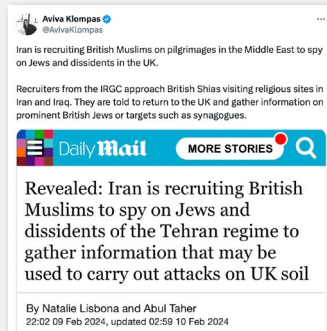 Aviva Klompas
@AvivaKlompas
Iran is recruiting British Muslims on pilgrimages in the Middle East to spy
on Jews and dissidents in the UK.
Recruiters from the IRGC approach British Shias visiting religious sites in
Iran and Iraq. They are told to return to the UK and gather information on
prominent British Jews or targets such as synagogues.
Daily Mail
MORE STORIES
Revealed: Iran is recruiting British
Muslims to spy on Jews and
dissidents of the Tehran regime to
gather information that may be
used to carry out attacks on UK soil
By Natalie Lisbona and Abul Taher
22:02 09 Feb 2024, updated 02:59 10 Feb 2024